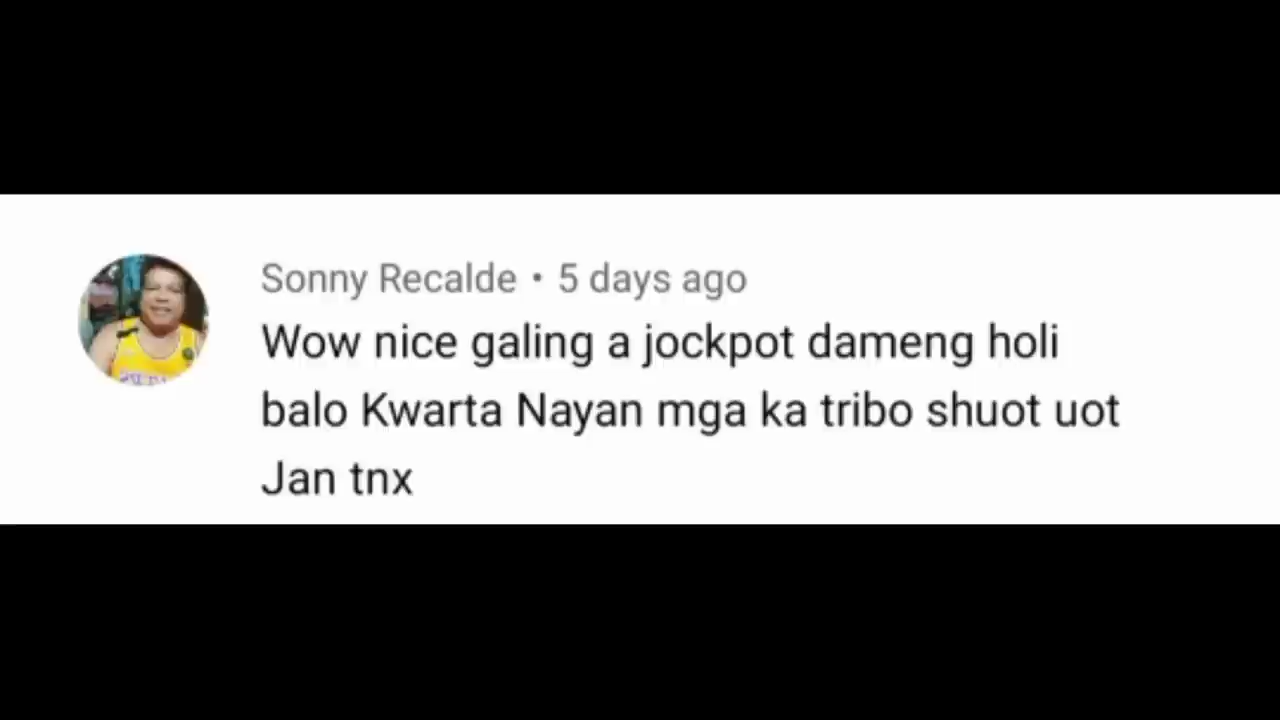 Sonny Recalde • 5 days ago
Wow nice galing a jockpot dameng holi
balo Kwarta Nayan mga ka tribo shuot uot
Jan tnx